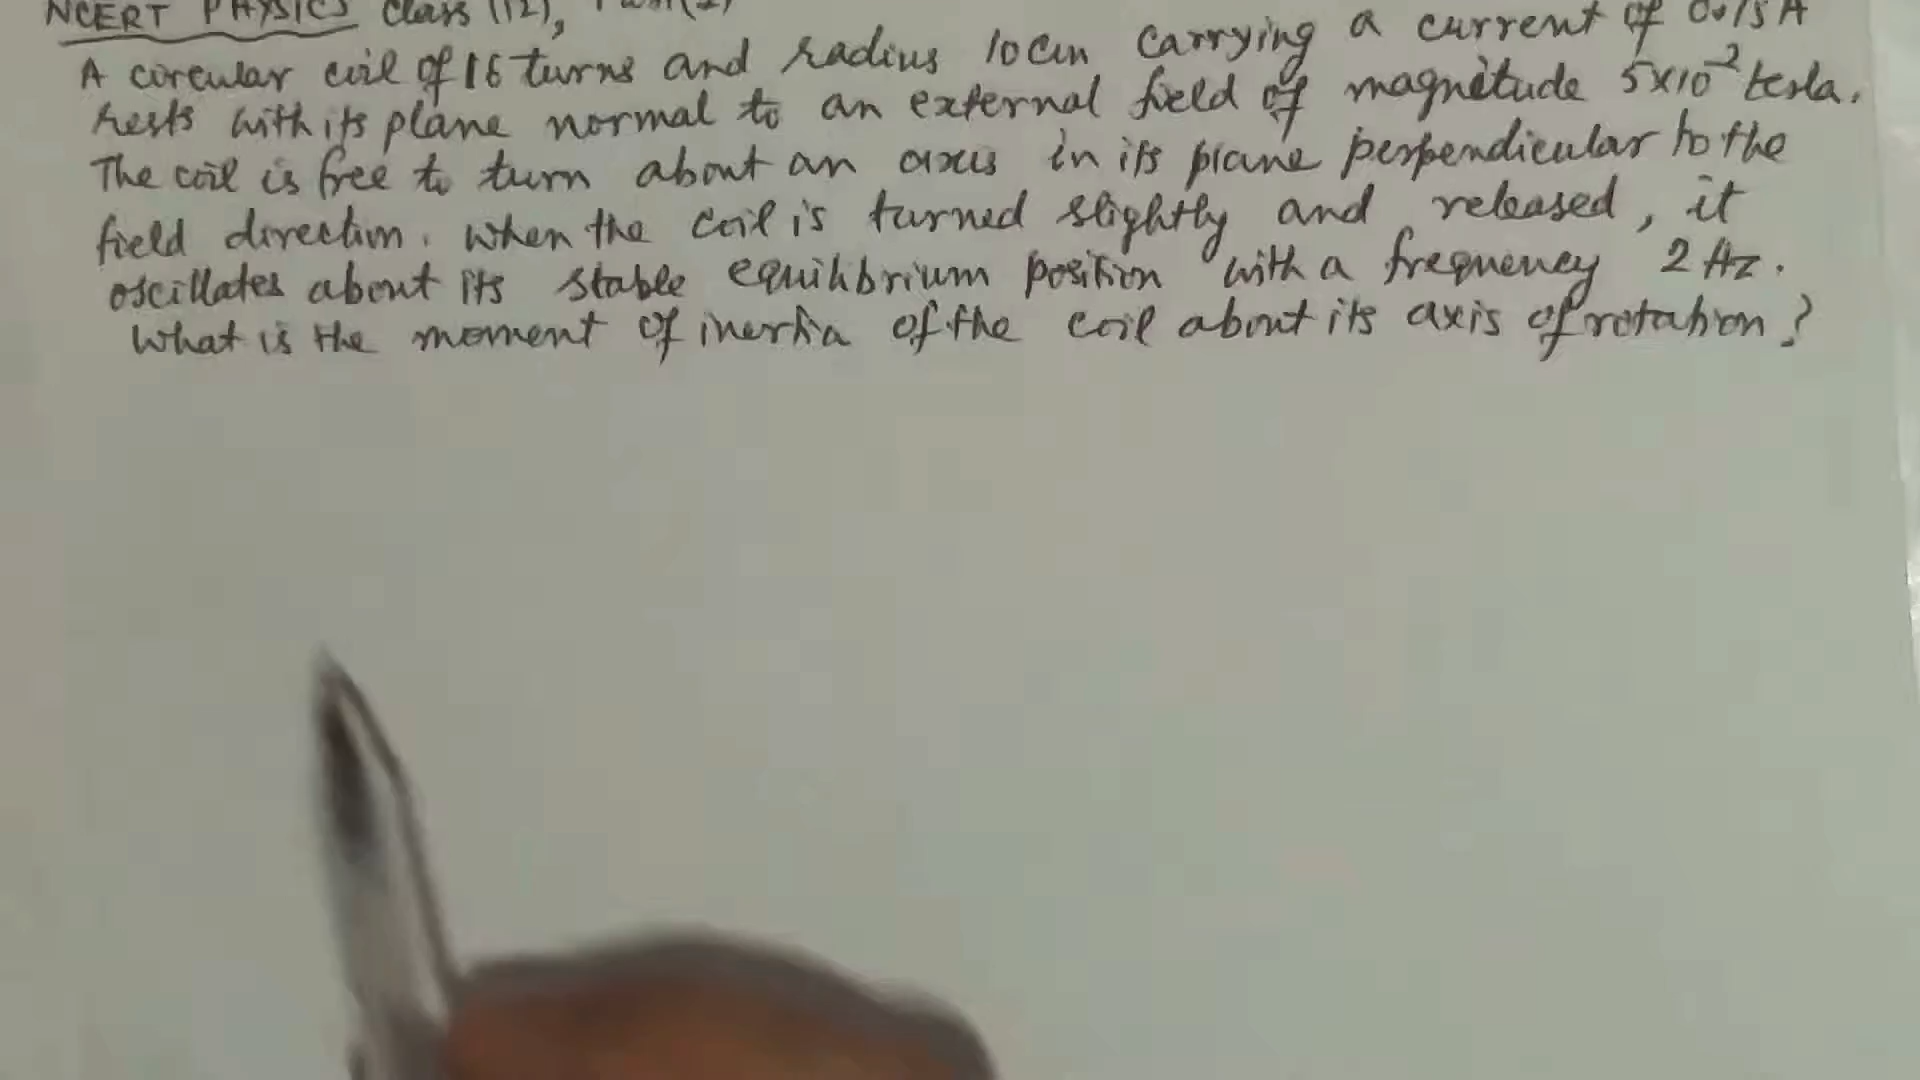 NCERT PHYSICS Class (12),
A circular coil of 16 turns and radius 10 cm carrying a current of 0.75 A
rests with its plane normal to an external field of magnitude 5x10⁻² tesla.
The coil is free to turn about an axis in its plane perpendicular to the
field direction. When the coil is turned slightly and released, it
oscillates about its stable equilibrium position with a frequency 2 Hz.
What is the moment of inertia of the coil about its axis of rotation?